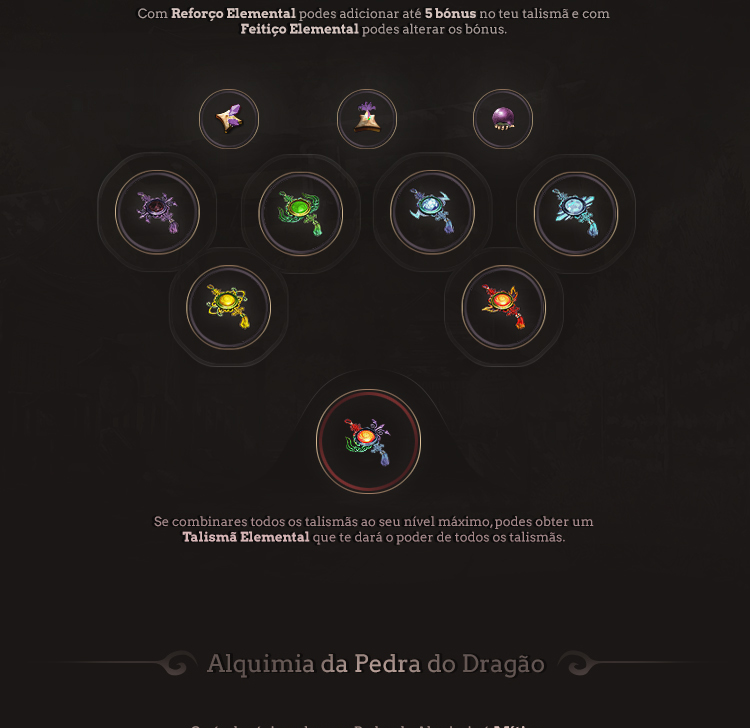 Com Reforço Elemental podes adicionar até 5 bónus no teu talismã e com
Feitiço Elemental podes alterar os bónus.
Se combinares todos os talismãs ao seu nível máximo, podes obter um
Talismã Elemental que te dará o poder de todos os talismãs.
Alquimia da Pedra do Dragão